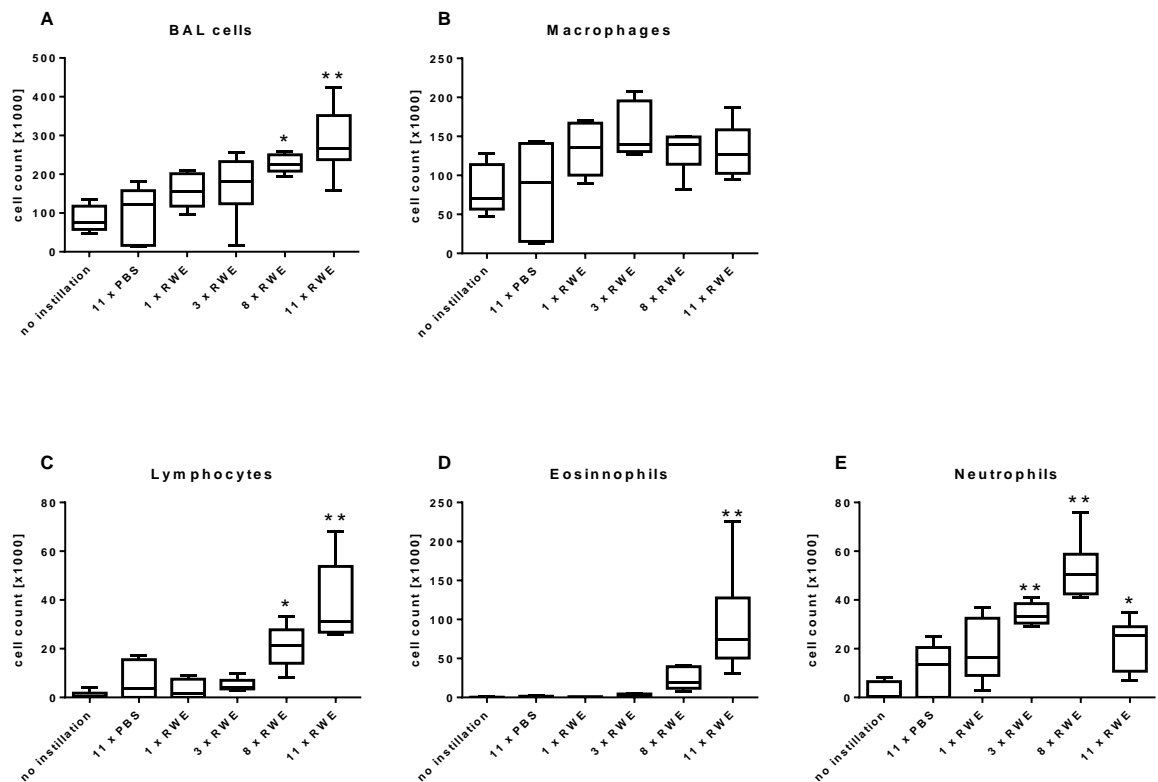 A
BAL cells
cell count [x1000]
500
400
300
200
100
0
*
**
no instillation
11 x PBS
1 x RWE
3 x RWE
8 x RWE
11 x RWE
B
Macrophages
cell count [x1000]
250
200
150
100
50
0
no instillation
11 x PBS
1 x RWE
3 x RWE
8 x RWE
11 x RWE
C
Lymphocytes
cell count [x1000]
80
60
40
20
0
*
**
no instillation
11 x PBS
1 x RWE
3 x RWE
8 x RWE
11 x RWE
D
Eosinnophils
cell count [x1000]
250
200
150
100
50
0
**
no instillation
11 x PBS
1 x RWE
3 x RWE
8 x RWE
11 x RWE
E
Neutrophils
cell count [x1000]
80
60
40
20
0
**
**
*
no instillation
11 x PBS
1 x RWE
3 x RWE
8 x RWE
11 x RWE